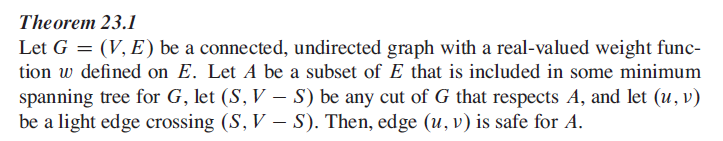 Theorem 23.1
Let G = (V, E) be a connected, undirected graph with a real-valued weight func-
tion w defined on E. Let A be a subset of E that is included in some minimum
spanning tree for G, let (S, V − S) be any cut of G that respects A, and let (u, v)
be a light edge crossing (S, V − S). Then, edge (u, v) is safe for A.